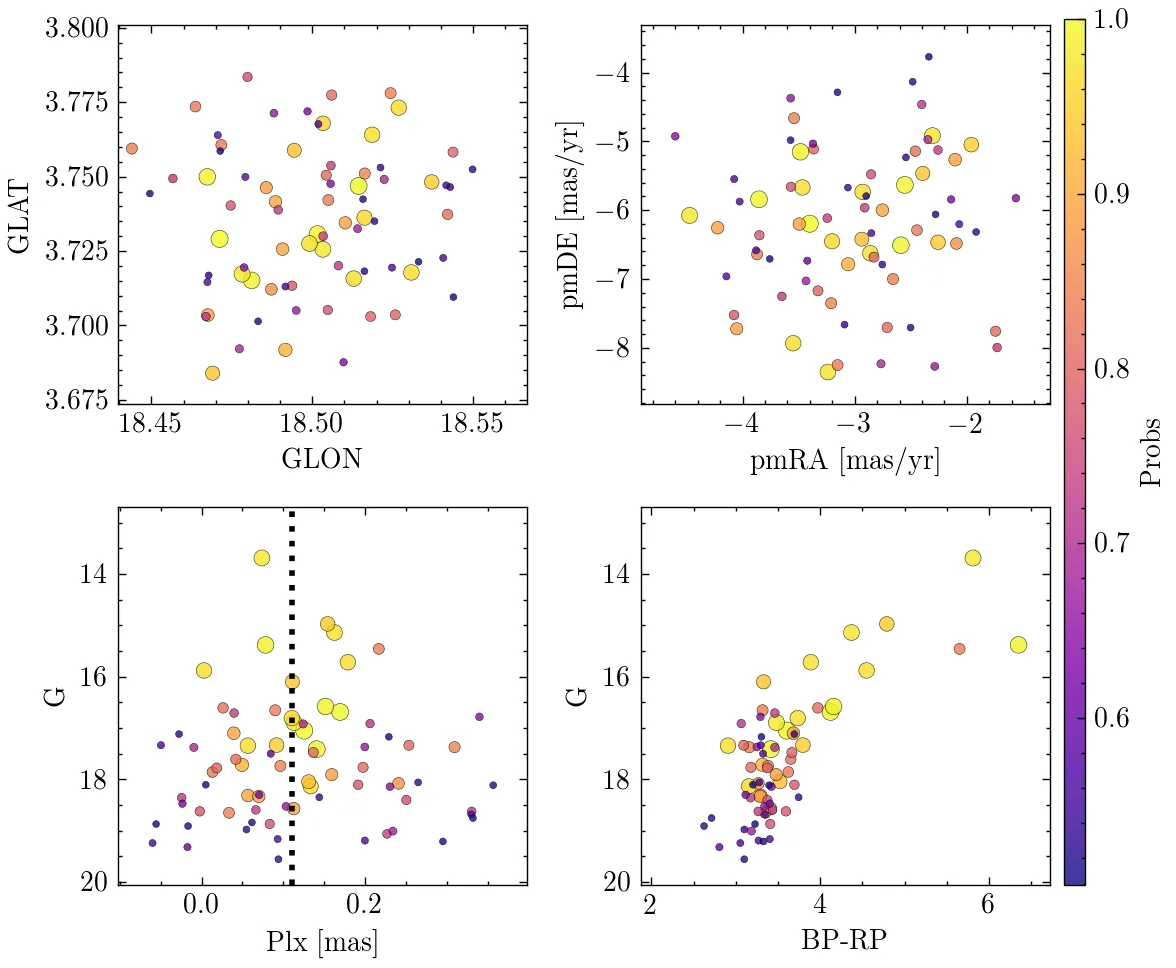 3.800
3.775
3.750
3.725
3.700
3.675
GLAT
18.45 18.50 18.55
GLON
−4
−5
−6
−7
−8
pmDE [mas/yr]
−4 −3 −2
pmRA [mas/yr]
14
16
18
20
G
0.0 0.2
Plx [mas]
14
16
18
20
G
2 4 6
BP-RP
1.0
0.9
0.8
0.7
0.6
Probs